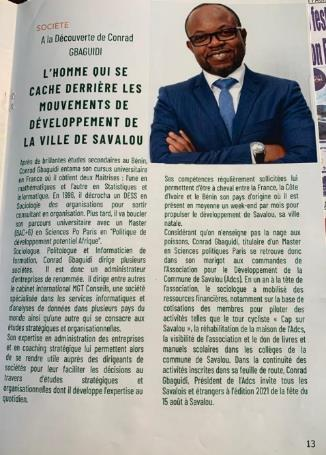 SOCIETE
A la Découverte de Conrad
GBAGUIDI
L'HOMME QUI SE
CACHE DERRIÈRE LES
MOUVEMENTS DE
DÉVELOPPEMENT DE
LA VILLE DE SAVALOU
Après de brillantes études secondaires au Bénin,
Conrad Gbaguidi entama son cursus universitaire
en France où il obtient deux Maitrises : l'une en
mathématiques et l'autre en Statistiques et
informatique. En 1996, il décrocha un DESS en
Sociologie des organisations pour sortir
consultant en organisation. Plus tard, il va boucler
son parcours universitaire avec un Master
(BAC+6) en Sciences Po Paris en "Politique de
développement potentiel Afrique".
Sociologue, Politologue et Informaticien de
formation, Conrad Gbaguidi dirige plusieurs
sociétés. Il est donc un administrateur
d'entreprises de renommée. Il dirige entre autres
le cabinet international MGT Conseils, une société
spécialisée dans les services informatiques et
d'analyses de données dans plusieurs pays du
monde ainsi qu'une autre qui se consacre aux
études stratégiques et organisationnelles.
Son expertise en administration des entreprises
et en coaching stratégique lui permettent alors
de se rendre utile auprès des dirigeants de
sociétés pour leur faciliter les décisions au
travers d'études stratégiques et
organisationnelles dont il développe l'expertise au
quotidien.
Ses compétences régulièrement sollicitées lui
permettent d'être à cheval entre la France, la Côte
d'Ivoire et le Bénin son pays d'origine où il est
présent en moyenne un week-end par mois pour
propulser le développement de Savalou, sa ville
natale.
Considérant qu'on n'enseigne pas la nage aux
poissons, Conrad Gbaguidi, titulaire d'un Master
en Sciences politiques Paris se retrouve donc
dans son marigot aux commandes de
l'Association pour le Développement de la
Commune de Savalou (Adcs). En un an à la tête de
l'association, le sociologue a mobilisé des
ressources financières, notamment sur la base de
cotisations des membres pour piloter des
activités telles que le tour cycliste « Cap sur
Savalou », la réhabilitation de la maison de l'Adcs,
la visibilité de l'association et le don de livres et
manuels scolaires dans les collèges de la
commune de Savalou. Dans la continuité des
activités inscrites dans sa feuille de route, Conrad
Gbaguidi, Président de l'Adcs invite tous les
Savalois et étrangers à l'édition 2021 de la fête du
15 août à Savalou.
13